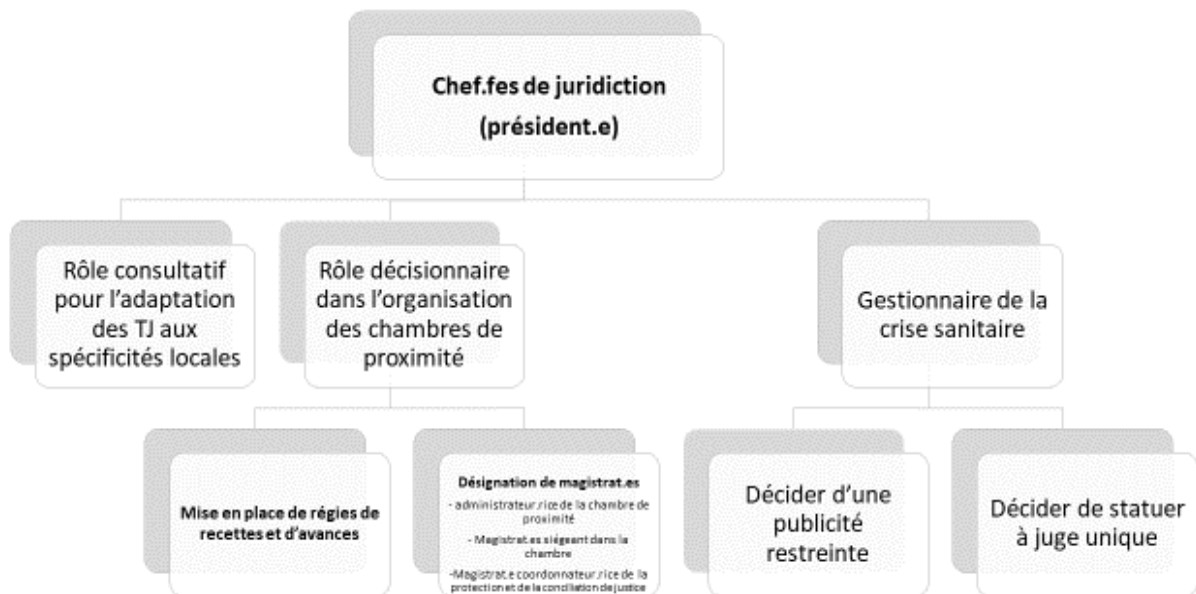 Chef.fes de juridiction
(président.e)
Rôle consultatif
pour l'adaptation
des TJ aux
spécificités locales
Rôle décisionnaire
dans l'organisation
des chambres de
proximité
Gestionnaire de la
crise sanitaire
Mise en place de régies de
recettes et d'avances
Désignation de magistrat.es
- administrateur.rice de la chambre de
proximité
- Magistrat.es siégeant dans la
chambre
-Magistrat.e coordonnateur.rice de la
protection et de la conciliation de justice
Décider d'une
publicité
restreinte
Décider de statuer
à juge unique